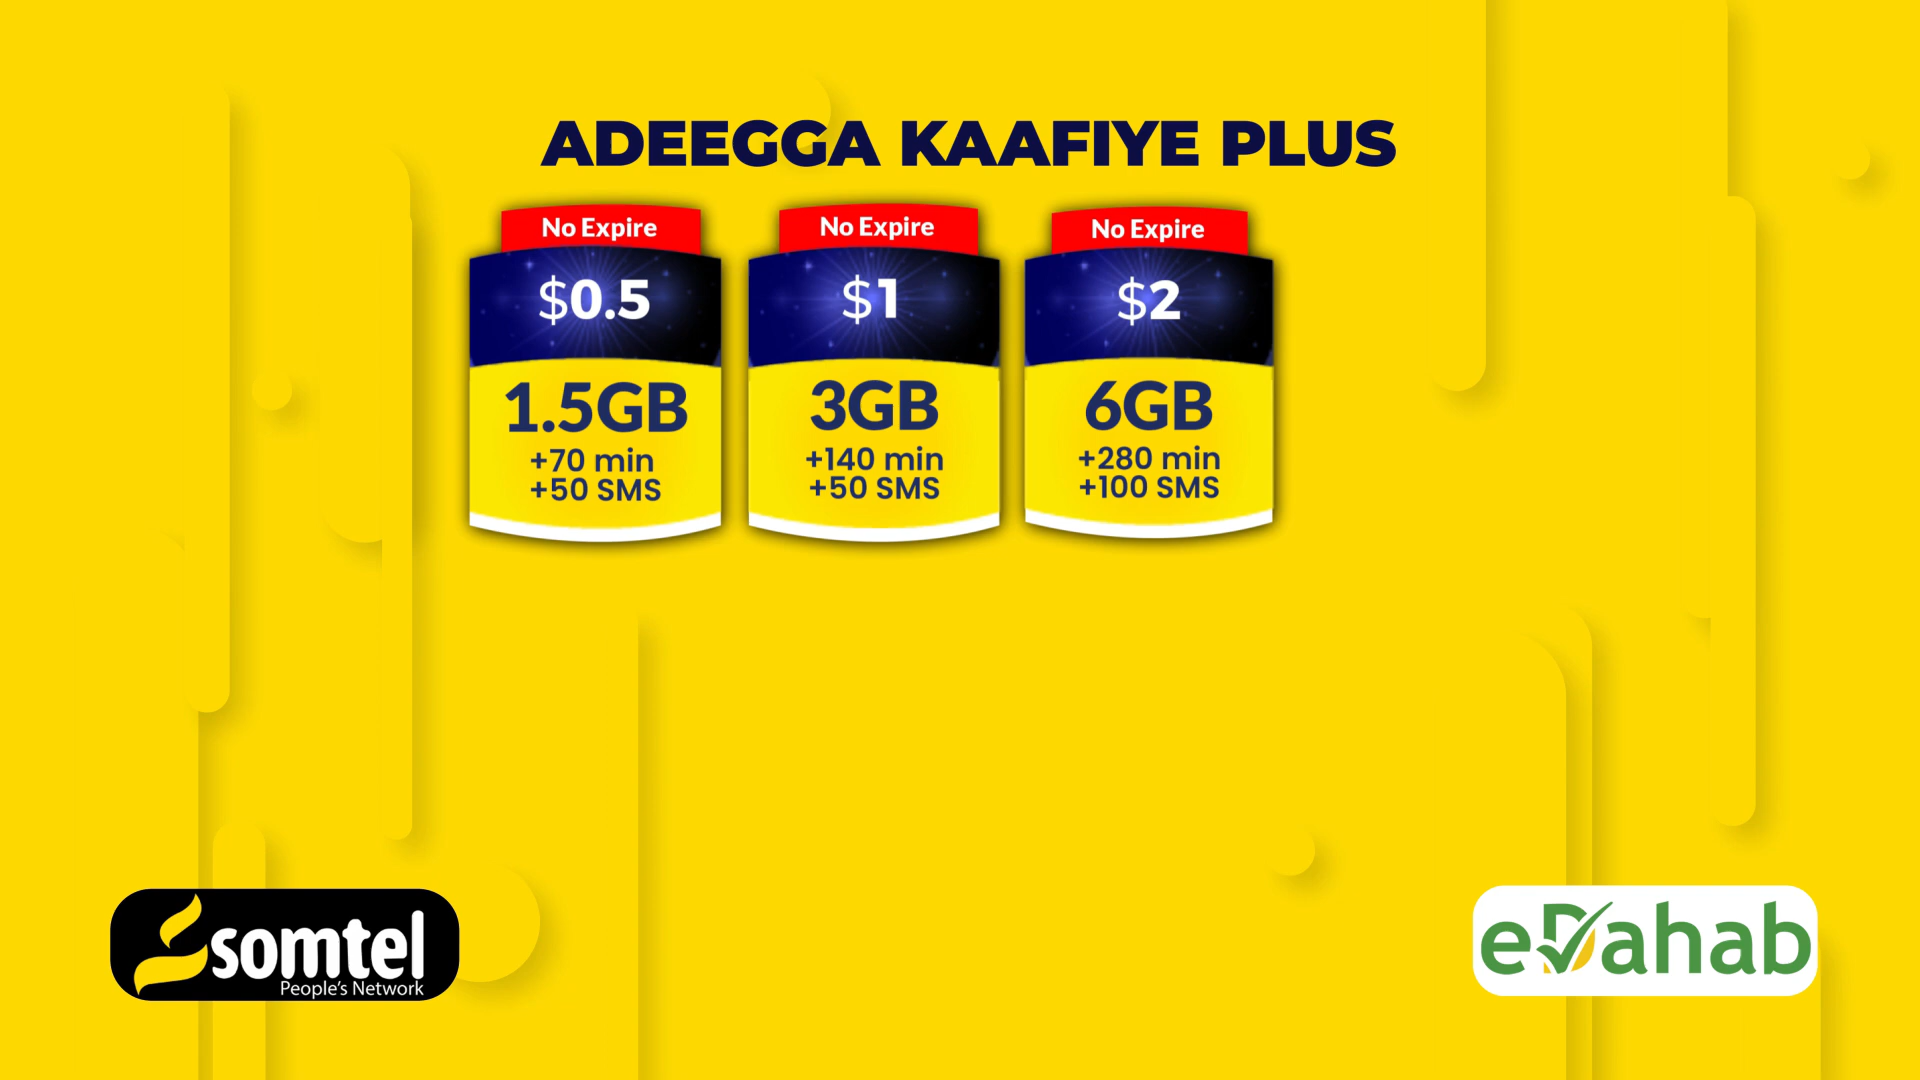 ADEEGGA KAAFIYE PLUS
No Expire
$0.5
1.5GB
+70 min
+50 SMS
No Expire
$1
3GB
+140 min
+50 SMS
No Expire
$2
6GB
+280 min
+100 SMS
somtel
People's Network
eDahab